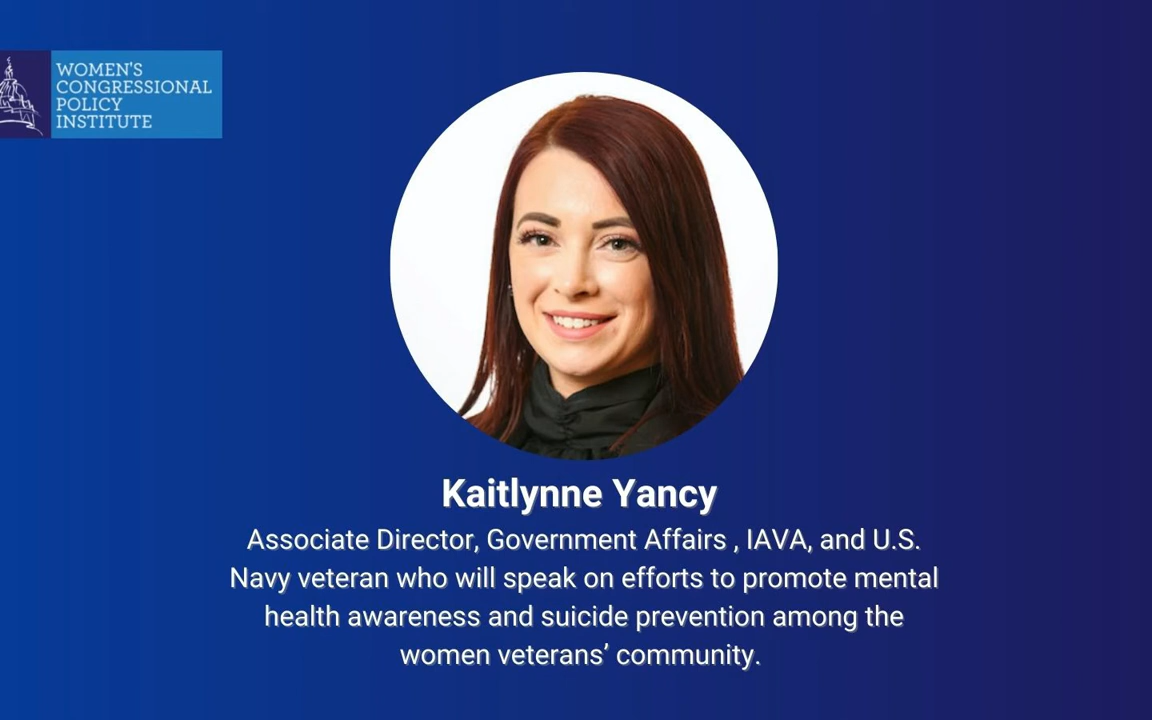 WOMEN'S
CONGRESSIONAL
POLICY
INSTITUTE
Kaitlynne Yancy
Associate Director, Government Affairs , IAVA, and U.S.
Navy veteran who will speak on efforts to promote mental
health awareness and suicide prevention among the
women veterans’ community.